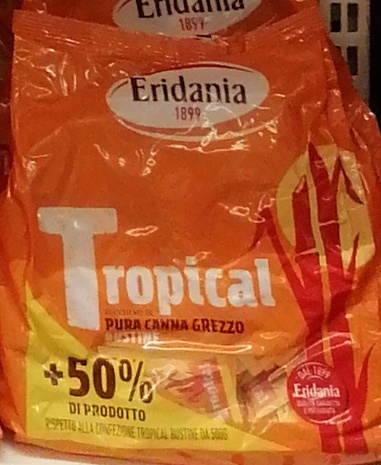 Eridania
1899
Eridania
1899
Tropical
PURA CANNA GREZZO
BUSTINE
+50%
DI PRODOTTO
RISPETTO ALLA CONFEZIONE TROPICAL BUSTINE DA 500G
DAL 1899
Eridania